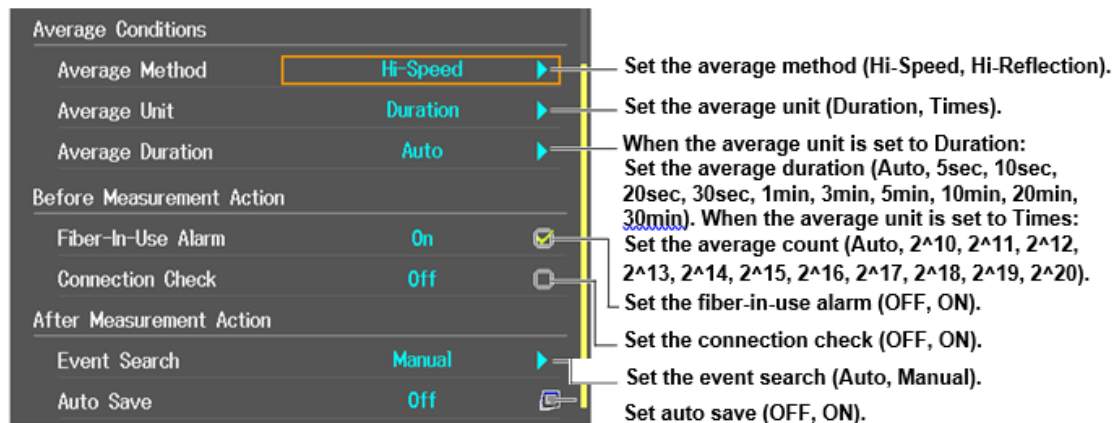 Average Conditions
Average Method Hi-Speed
Set the average method (Hi-Speed, Hi-Reflection).
Average Unit Duration
Set the average unit (Duration, Times).
Average Duration Auto
When the average unit is set to Duration:
Set the average duration (Auto, 5sec, 10sec,
20sec, 30sec, 1min, 3min, 5min, 10min, 20min,
30min). When the average unit is set to Times:
Set the average count (Auto, 2^10, 2^11, 2^12,
2^13, 2^14, 2^15, 2^16, 2^17, 2^18, 2^19, 2^20).
Before Measurement Action
Fiber-In-Use Alarm On
Set the fiber-in-use alarm (OFF, ON).
Connection Check Off
Set the connection check (OFF, ON).
After Measurement Action
Event Search Manual
Set the event search (Auto, Manual).
Auto Save Off
Set auto save (OFF, ON).